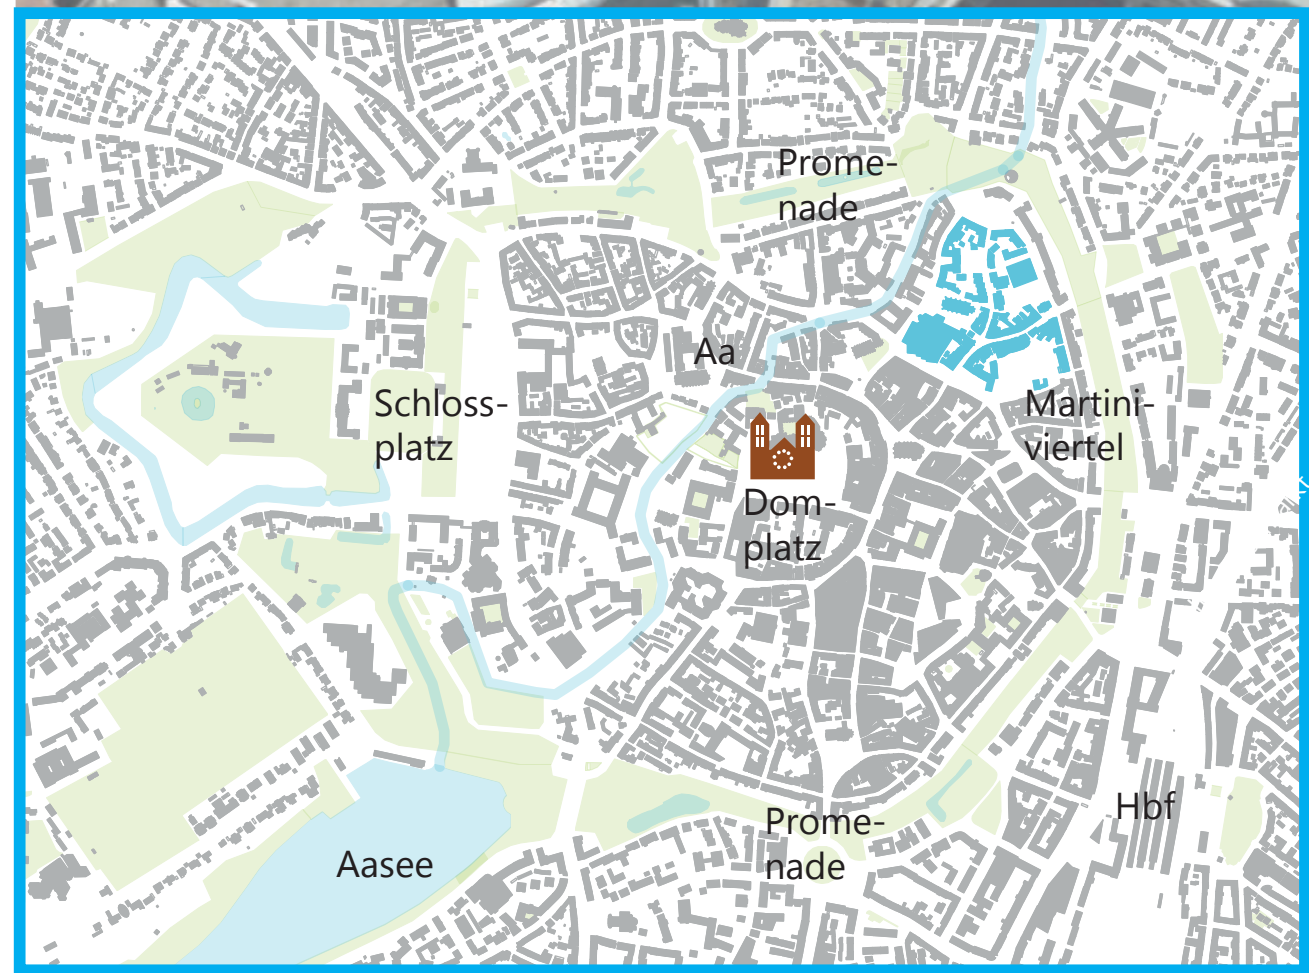 Prome-
nade
Aa
Schloss-
platz
Martini-
viertel
Dom-
platz
Hbf
Prome-
nade
Aasee